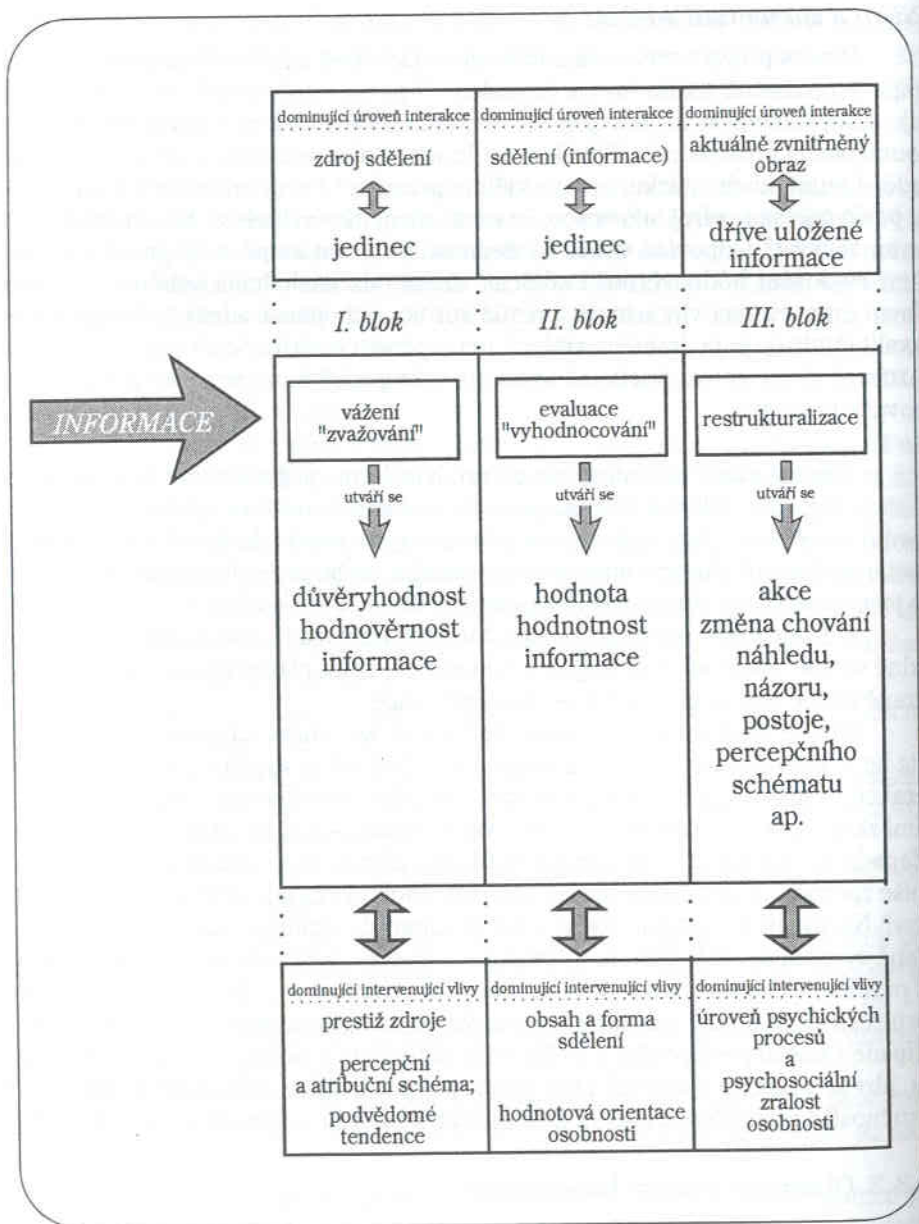 dominující úroveň interakce
zdroj sdělení
jedinec
dominující úroveň interakce
sdělení (informace)
jedinec
dominující úroveň interakce
aktuálně zvnitřněný
obraz
dříve uložené
informace
I. blok
II. blok
III. blok
INFORMACE
vážení
"zvažování"
utváří se
důvěryhodnost
hodnověrnost
informace
evaluace
"vyhodnocování"
utváří se
hodnota
hodnotnost
informace
restrukturalizace
utváří se
akce
změna chování
náhledu,
názoru,
postoje,
percepčního
schématu
ap.
dominující intervenující vlivy
prestiž zdroje
percepční
a atribuční schéma;
podvědomé
tendence
dominující intervenující vlivy
obsah a forma
sdělení
hodnotová orientace
osobnosti
dominující intervenující vlivy
úroveň psychických
procesů
a
psychosociální
zralost
osobnosti